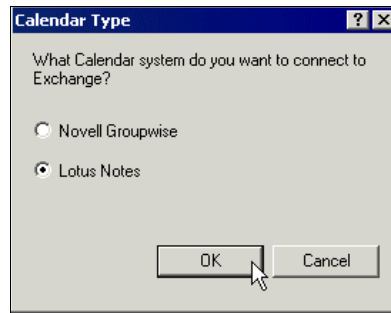 Calendar Type
What Calendar system do you want to connect to
Exchange?
Novell Groupwise
Lotus Notes
OK
Cancel